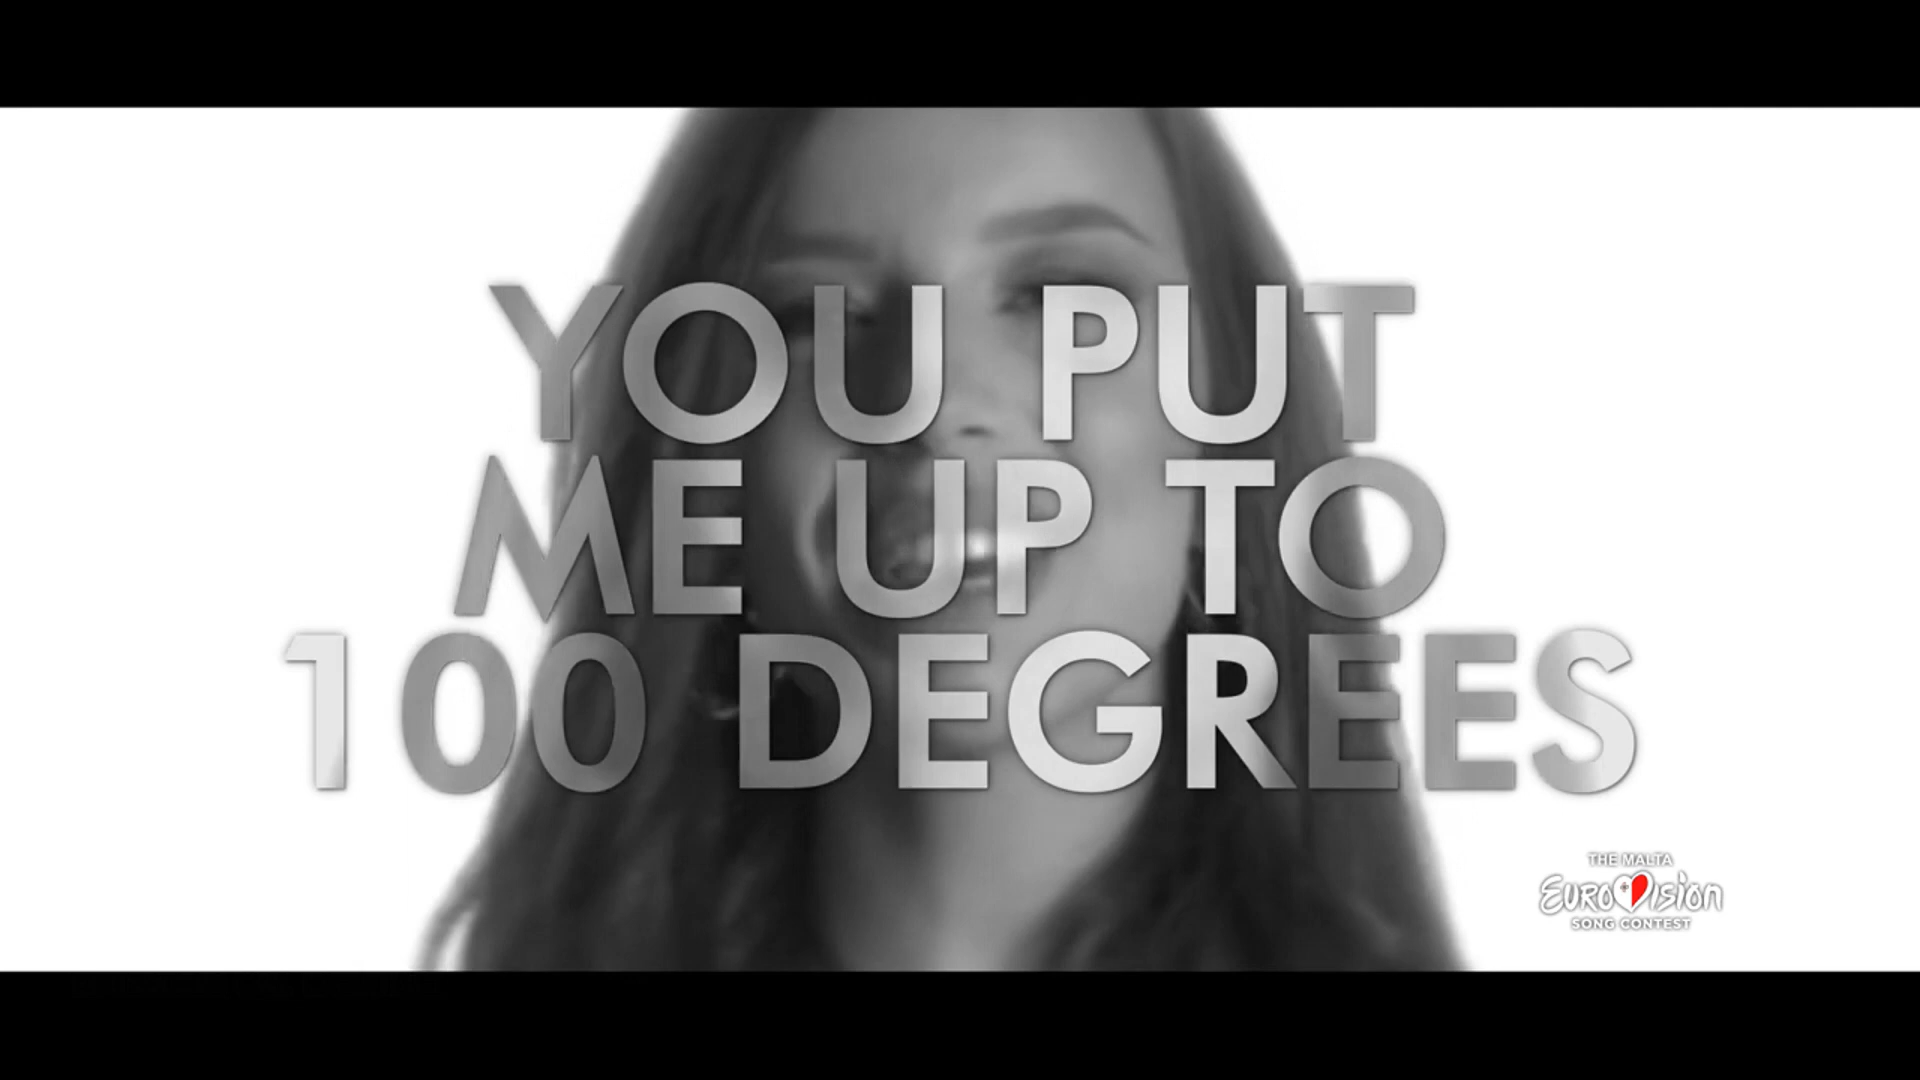 YOU PUT
ME UP TO
100 DEGREES
THE MALTA
EUROVISION
SONG CONTEST